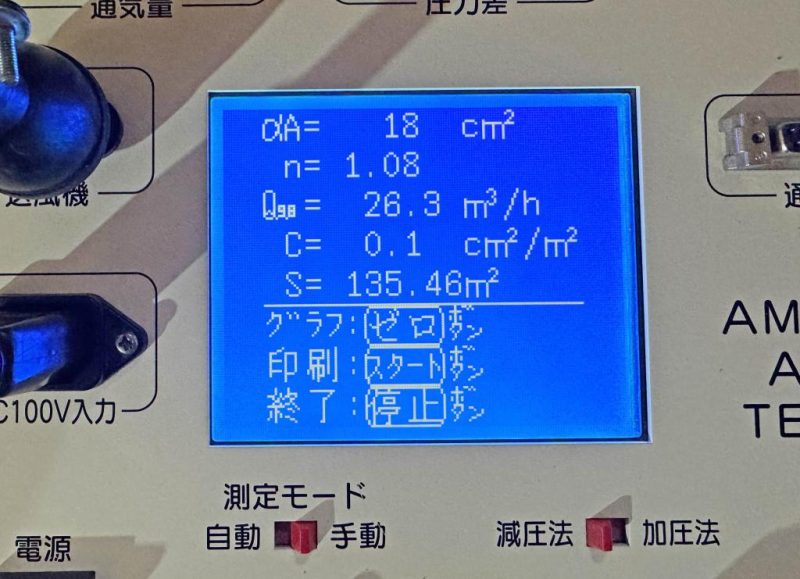 通気量
圧力差
αA= 18 cm²
n= 1.08
Q9.8= 26.3 m³/h
C= 0.1 cm²/m²
S= 135.46m²
グラフ:ゼロボタン
印刷:スタートボタン
終了:停止ボタン
送風機
通
C100V入力
AM
A
TE
測定モード
自動 手動
減圧法 加圧法
電源